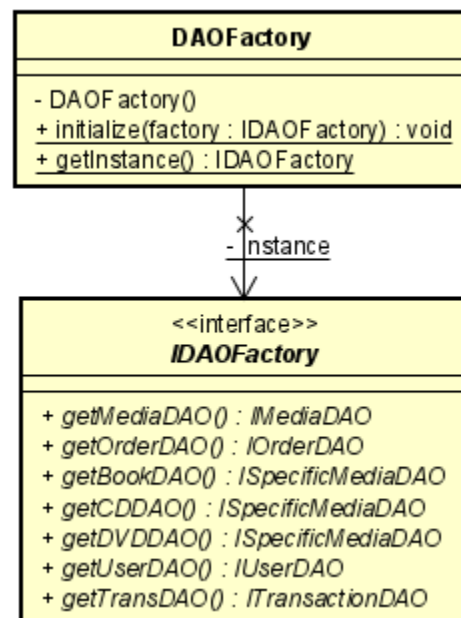 DAOFactory
- DAOFactory()
+ initialize(factory : IDAOFactory) : void
+ getInstance() : IDAOFactory
- instance
<<interface>>
IDAOFactory
+ getMediaDAO() : IMediaDAO
+ getOrderDAO() : IOrderDAO
+ getBookDAO() : ISpecificMediaDAO
+ getCDDAO() : ISpecificMediaDAO
+ getDVDDAO() : ISpecificMediaDAO
+ getUserDAO() : IUserDAO
+ getTransDAO() : ITransactionDAO